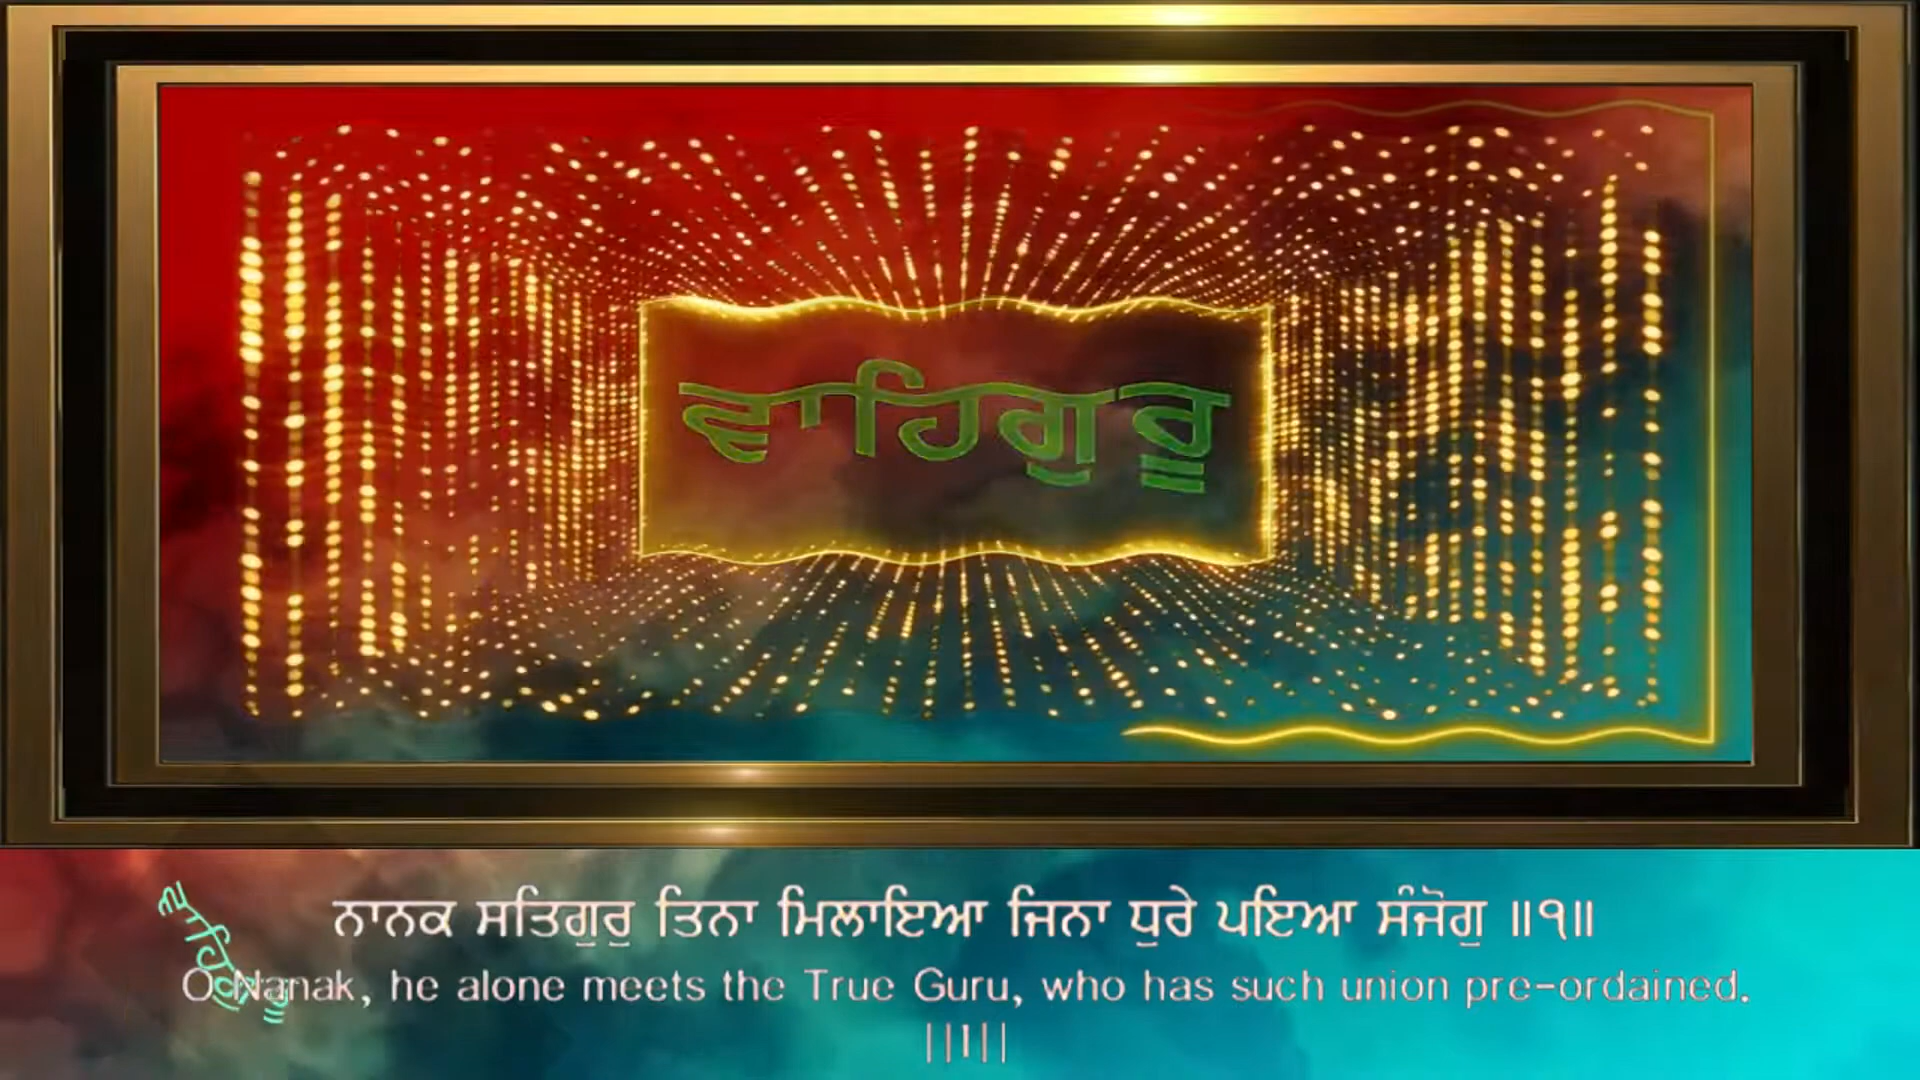 ਵਾਹਿਗੁਰੂ
ਨਾਨਕ ਸਤਿਗੁਰੁ ਤਿਨਾ ਮਿਲਾਇਆ ਜਿਨਾ ਧੁਰੇ ਪਇਆ ਸੰਜੋਗੁ ॥੧॥
ਵਾਹਿਗੁਰੂ
O Nanak, he alone meets the True Guru, who has such union pre-ordained.
||1||